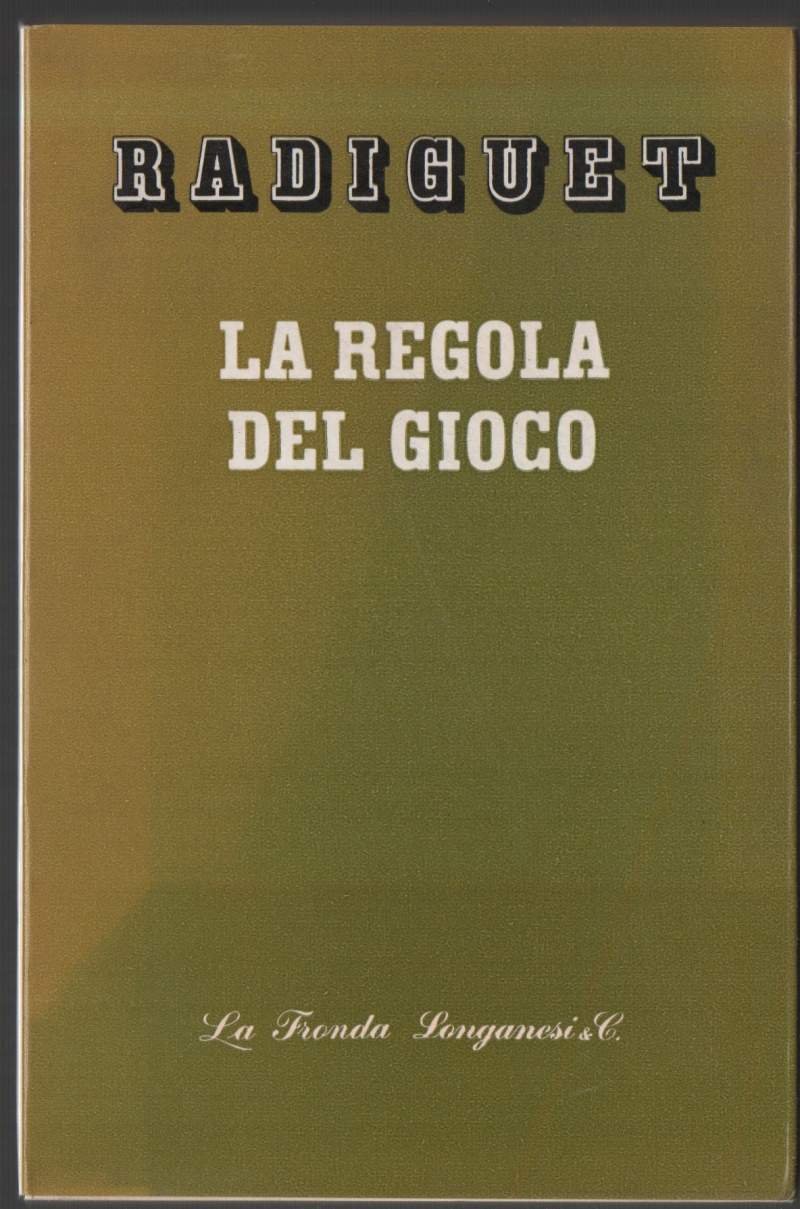 RADIGUET
LA REGOLA
DEL GIOCO
La Fronda Longanesi & C.